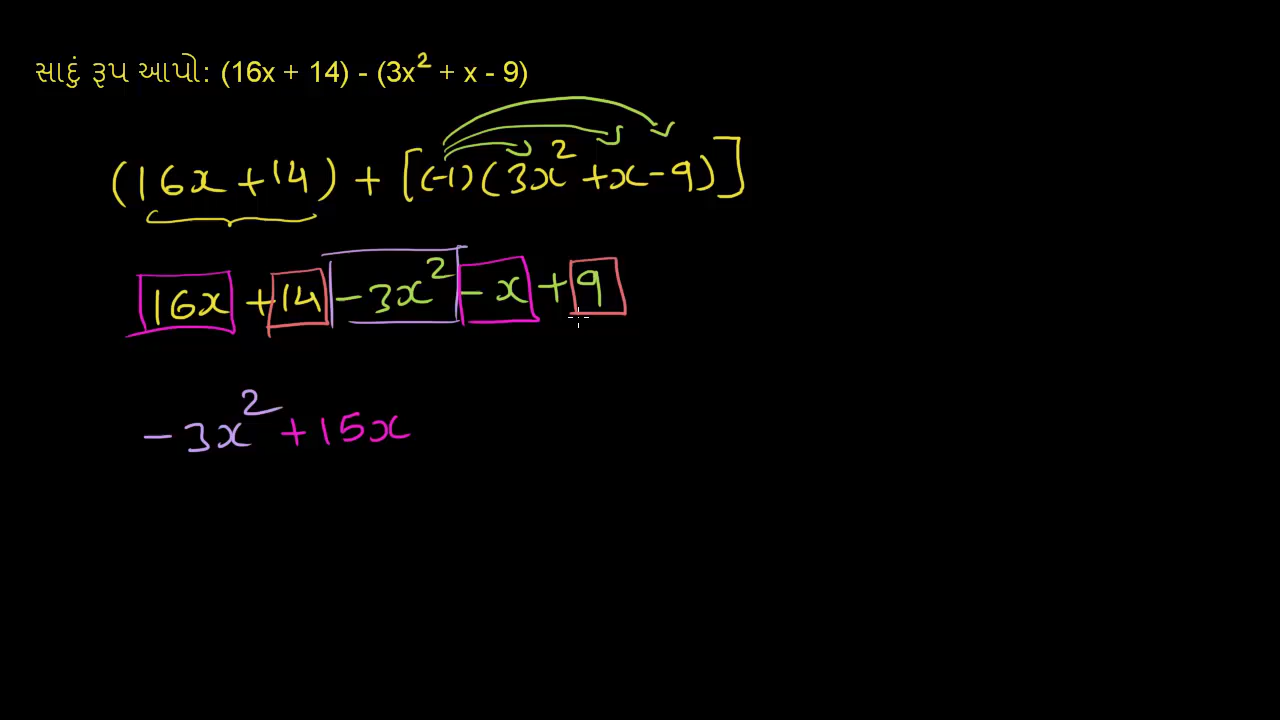 સાદું રૂપ આપો: (16x + 14) - (3x² + x - 9)
(16x + 14) + [(-1)(3x² + x - 9)]
16x + 14 - 3x² - x + 9
- 3x² + 15x